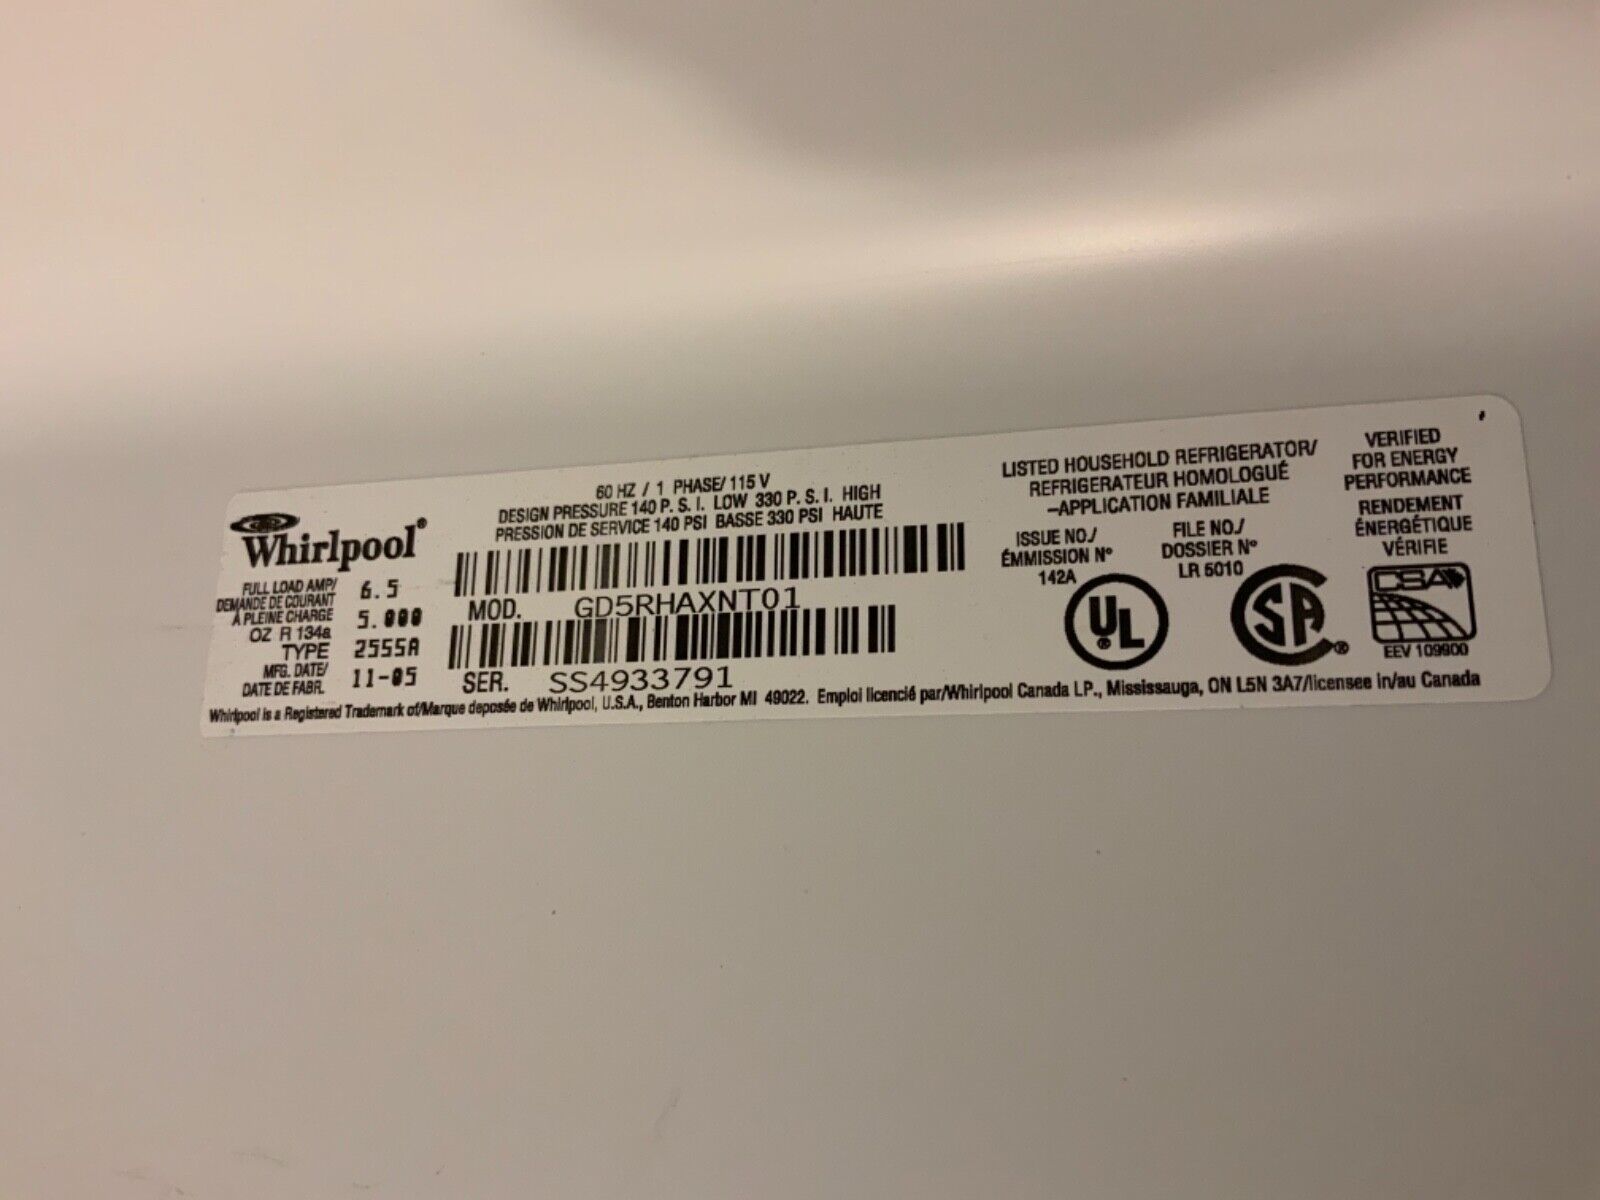 60 HZ / 1 PHASE/ 115 V
DESIGN PRESSURE 140 P. S. I. LOW 330 P. S. I. HIGH
PRESSION DE SERVICE 140 PSI BASSE 330 PSI HAUTE
Whirlpool®
FULL LOAD AMP/
DEMANDE DE COURANT
A PLEINE CHARGE
6.5
OZ R 134a
5.000
TYPE 2555A
MFG. DATE/
DATE DE FABR.
11-05
MOD. GD5RHAXNT01
SER. SS4933791
LISTED HOUSEHOLD REFRIGERATOR/
REFRIGERATEUR HOMOLOGUÉ
-APPLICATION FAMILIALE
ISSUE NO./
ÉMMISSION Nº
142A
FILE NO./
DOSSIER Nº
LR 5010
UL
SA®
VERIFIED
FOR ENERGY
PERFORMANCE
RENDEMENT
ÉNERGÉTIQUE
VÉRIFIE
CSA
EEV 109900
Whirlpool is a Registered Trademark of/Marque deposée de Whirlpool, U.S.A., Benton Harbor MI 49022. Emploi licencié par/Whirlpool Canada LP., Mississauga, ON L5N 3A7/licensee in/au Canada